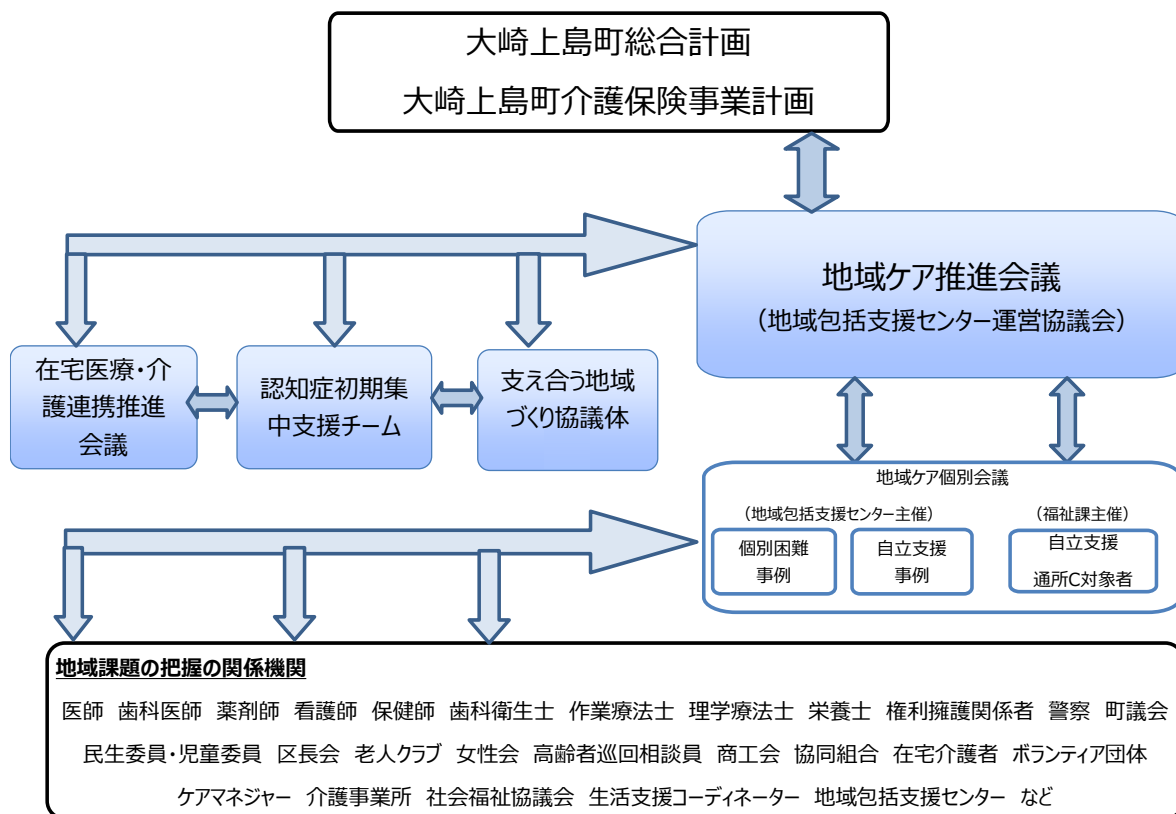 大崎上島町総合計画
大崎上島町介護保険事業計画
地域ケア推進会議
（地域包括支援センター運営協議会）
在宅医療・介
護連携推進
会議
認知症初期集
中支援チーム
支え合う地域
づくり協議体
地域ケア個別会議
（地域包括支援センター主催）
（福祉課主催）
個別困難
事例
自立支援
事例
自立支援
通所C対象者
地域課題の把握の関係機関
医師 歯科医師 薬剤師 看護師 保健師 歯科衛生士 作業療法士 理学療法士 栄養士 権利擁護関係者 警察 町議会
民生委員・児童委員 区長会 老人クラブ 女性会 高齢者巡回相談員 商工会 協同組合 在宅介護者 ボランティア団体
ケアマネジャー 介護事業所 社会福祉協議会 生活支援コーディネーター 地域包括支援センター など